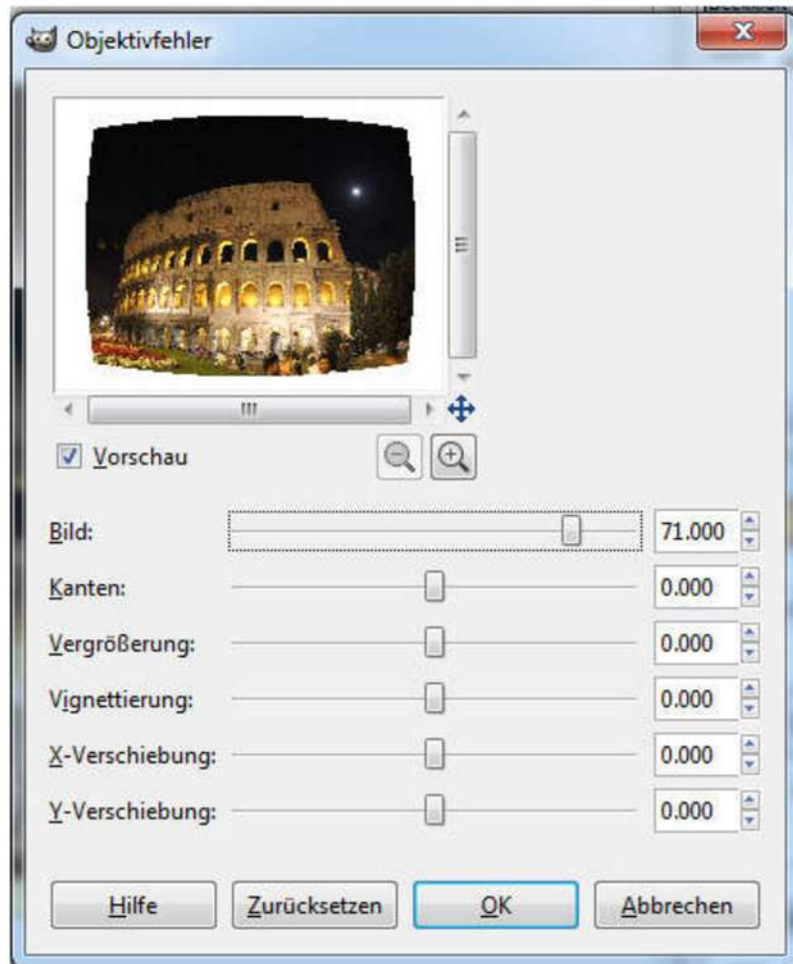 Objektivfehler
Vorschau
Bild: 71.000
Kanten: 0.000
Vergrößerung: 0.000
Vignettierung: 0.000
X-Verschiebung: 0.000
Y-Verschiebung: 0.000
Hilfe Zurücksetzen OK Abbrechen